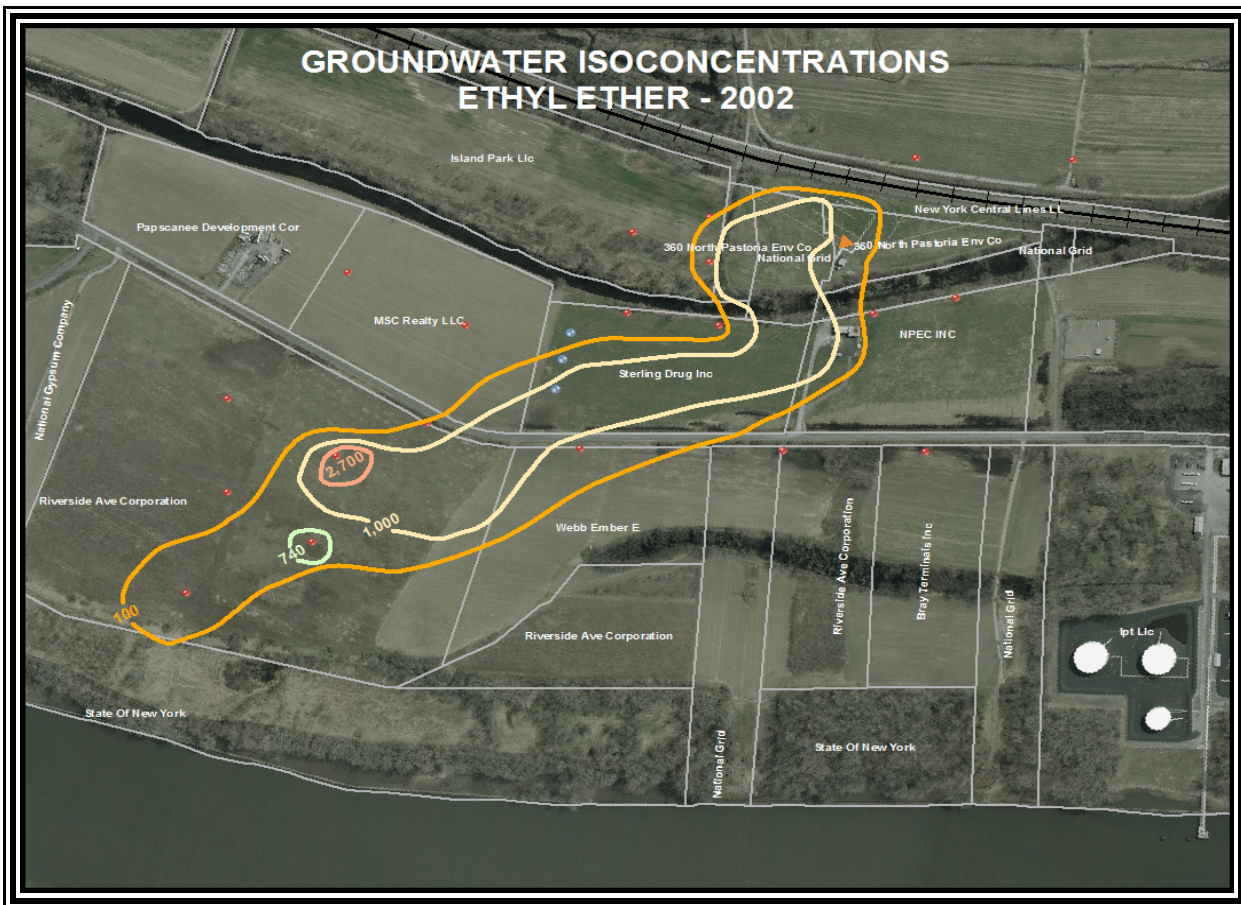 GROUNDWATER ISOCONCENTRATIONS
ETHYL ETHER - 2002
Island Park Llc
New York Central Lines LL
Papscanee Development Cor
360 North Pastoria Env Co
360 North Pastoria Env Co
National Grid
National Grid
MSC Realty LLC
NPEC INC
National Gypsum Company
Sterling Drug Inc
2,700
Riverside Ave Corporation
1,000
Webb Ember E
740
Riverside Ave Corporation
Bray Terminals Inc
National Grid
100
Riverside Ave Corporation
Ipt Llc
State Of New York
National Grid
State Of New York